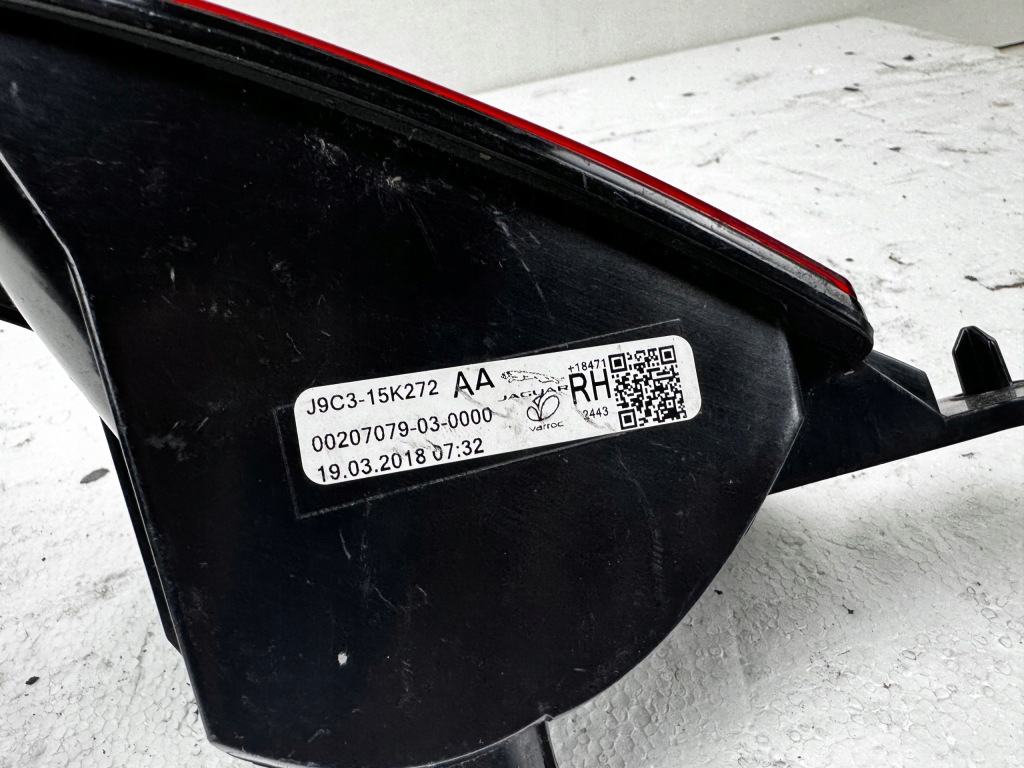 J9C3-15K272 AA
00207079-03-0000
19.03.2018 07:32
JAGUAR
varroc
+18471
RH
2443